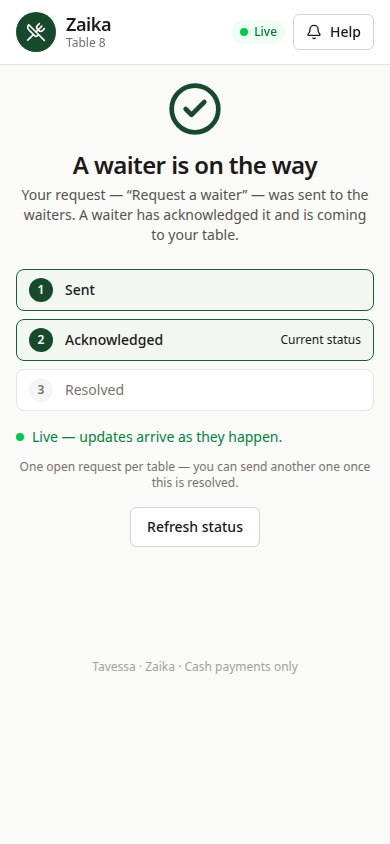 Zaika
Table 8
Live
Help
A waiter is on the way
Your request — “Request a waiter” — was sent to the
waiters. A waiter has acknowledged it and is coming
to your table.
1 Sent
2 Acknowledged Current status
3 Resolved
Live — updates arrive as they happen.
One open request per table — you can send another one once
this is resolved.
Refresh status
Tavessa · Zaika · Cash payments only